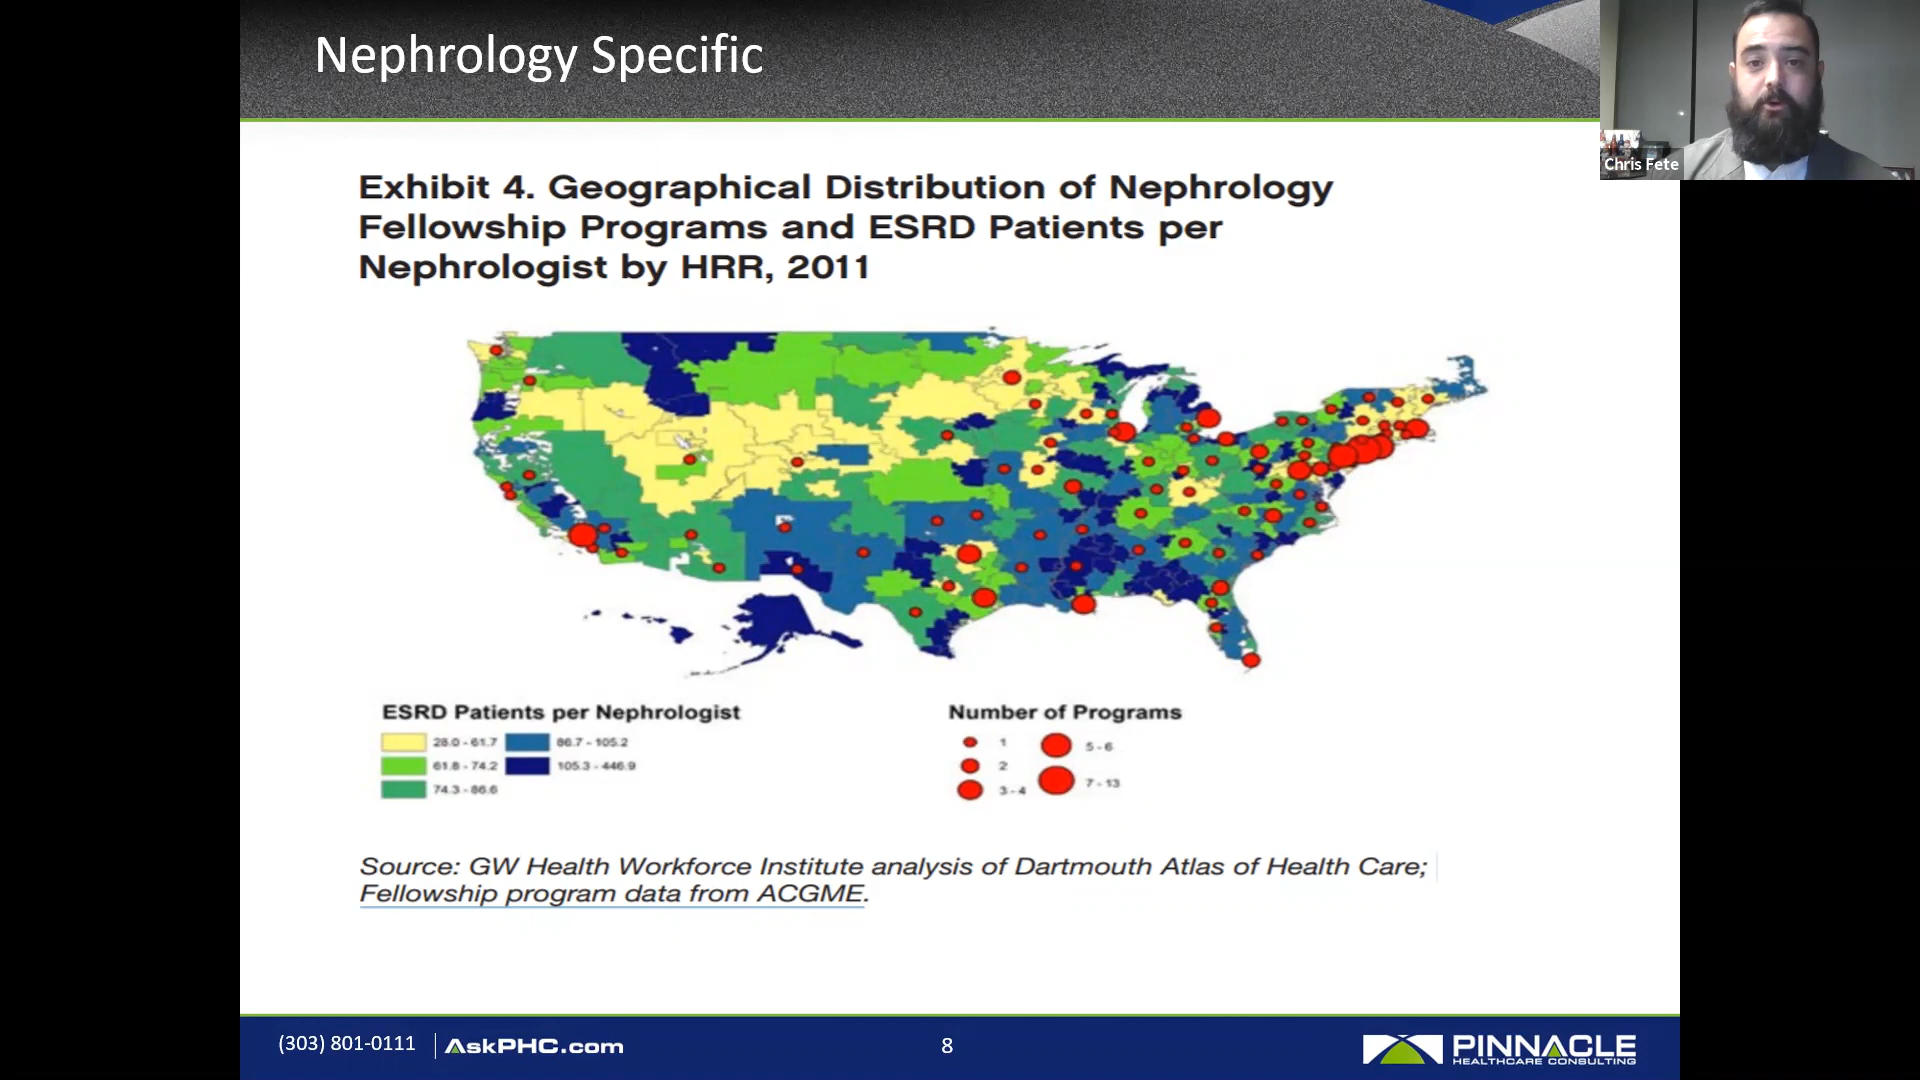 Nephrology Specific
Chris Fete
Exhibit 4. Geographical Distribution of Nephrology
Fellowship Programs and ESRD Patients per
Nephrologist by HRR, 2011
ESRD Patients per Nephrologist
28.0 - 61.7
86.7 - 105.2
61.8 - 74.2
105.3 - 446.9
74.3 - 86.6
Number of Programs
1
5 - 6
2
7 - 13
3 - 4
Source: GW Health Workforce Institute analysis of Dartmouth Atlas of Health Care;
Fellowship program data from ACGME.
(303) 801-0111
AskPHC.com
8
PINNACLE
HEALTHCARE CONSULTING